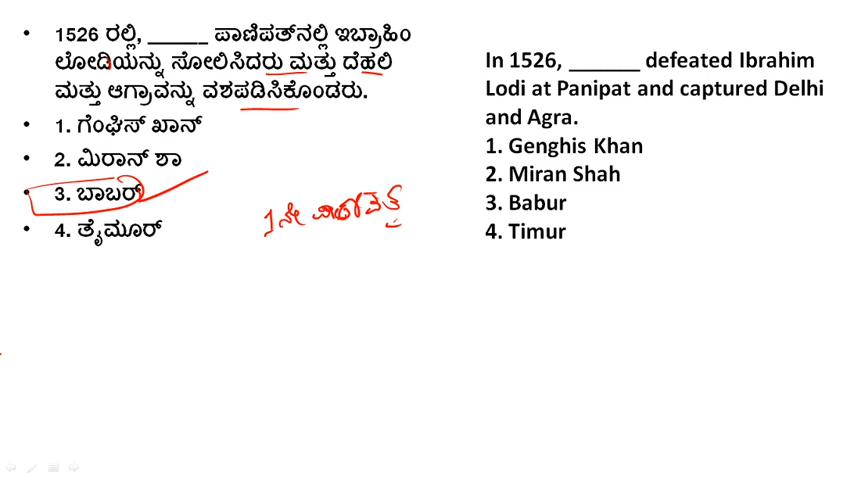 • 1526 ರಲ್ಲಿ, ______ ಪಾಣಿಪತ್‌ನಲ್ಲಿ ಇಬ್ರಾಹಿಂ
ಲೋಡಿಯನ್ನು ಸೋಲಿಸಿದರು ಮತ್ತು ದೆಹಲಿ
ಮತ್ತು ಆಗ್ರಾವನ್ನು ವಶಪಡಿಸಿಕೊಂಡರು.
• 1. ಗೆಂಘಿಸ್ ಖಾನ್
• 2. ಮಿರಾನ್ ಶಾ
• 3. ಬಾಬರ್
• 4. ತೈಮೂರ್
1ನೇ
In 1526, ______ defeated Ibrahim
Lodi at Panipat and captured Delhi
and Agra.
1. Genghis Khan
2. Miran Shah
3. Babur
4. Timur